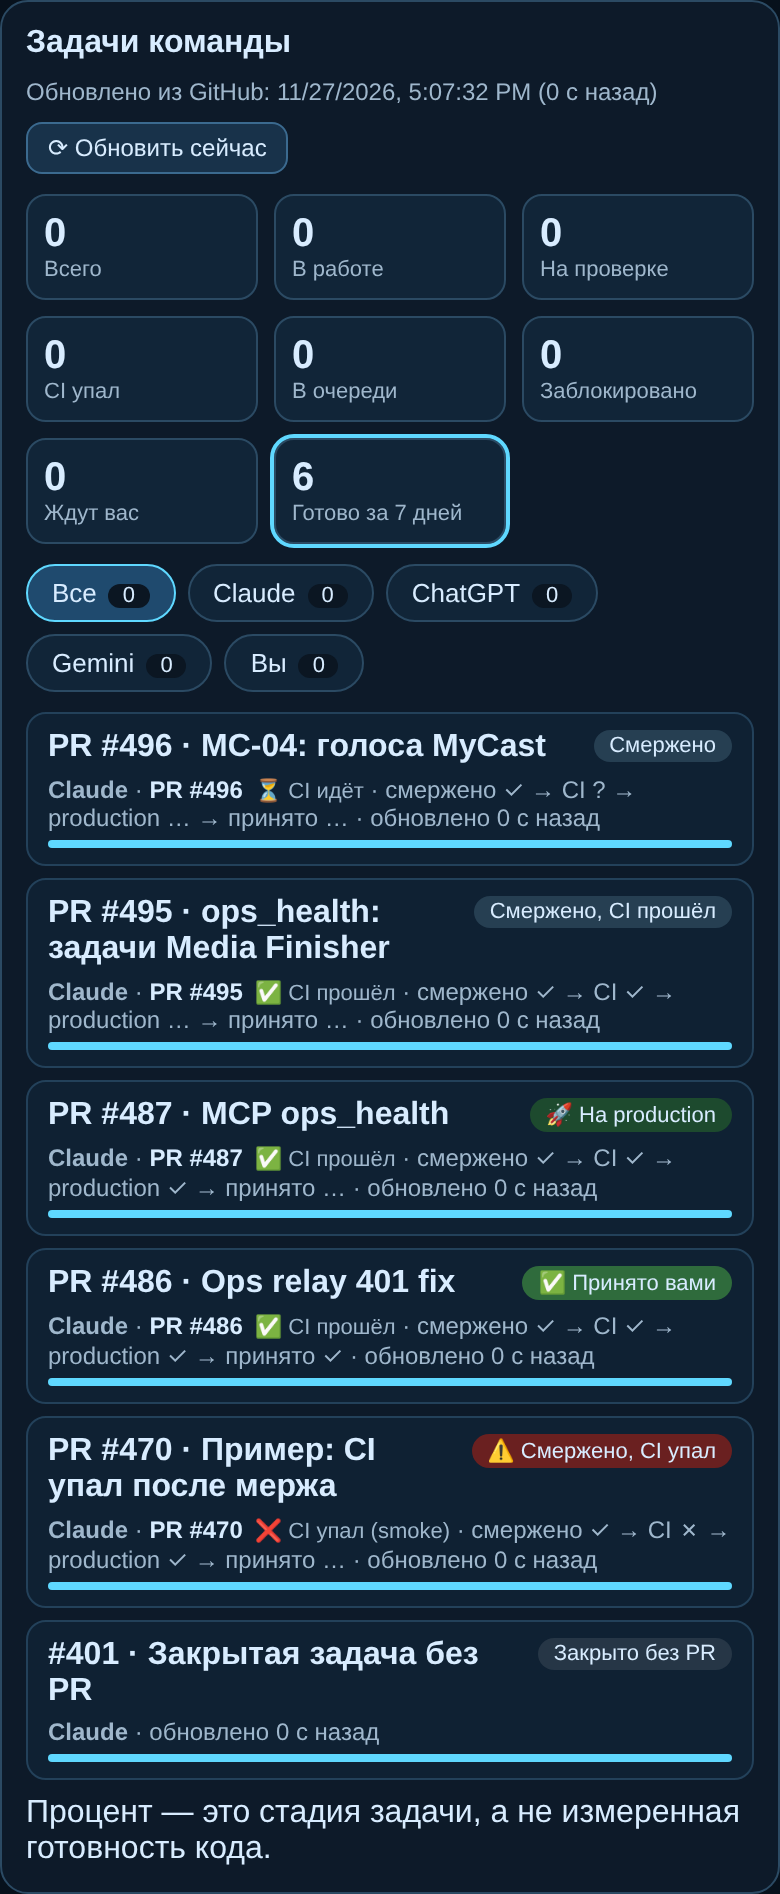 Задачи команды
Обновлено из GitHub: 11/27/2026, 5:07:32 PM (0 с назад)
⟳ Обновить сейчас
0
Всего
0
В работе
0
На проверке
0
CI упал
0
В очереди
0
Заблокировано
0
Ждут вас
6
Готово за 7 дней
Все 0
Claude 0
ChatGPT 0
Gemini 0
Вы 0
PR #496 · MC-04: голоса MyCast
Смержено
Claude · PR #496 ⏳ CI идёт · смержено ✓ → CI ? →
production … → принято … · обновлено 0 с назад
PR #495 · ops_health:
задачи Media Finisher
Смержено, CI прошёл
Claude · PR #495 ✅ CI прошёл · смержено ✓ → CI ✓ →
production … → принято … · обновлено 0 с назад
PR #487 · MCP ops_health
🚀 На production
Claude · PR #487 ✅ CI прошёл · смержено ✓ → CI ✓ →
production ✓ → принято … · обновлено 0 с назад
PR #486 · Ops relay 401 fix
✅ Принято вами
Claude · PR #486 ✅ CI прошёл · смержено ✓ → CI ✓ →
production ✓ → принято ✓ · обновлено 0 с назад
PR #470 · Пример: CI
упал после мержа
⚠️ Смержено, CI упал
Claude · PR #470 ❌ CI упал (smoke) · смержено ✓ → CI ✕ →
production ✓ → принято … · обновлено 0 с назад
#401 · Закрытая задача без
PR
Закрыто без PR
Claude · обновлено 0 с назад
Процент — это стадия задачи, а не измеренная
готовность кода.